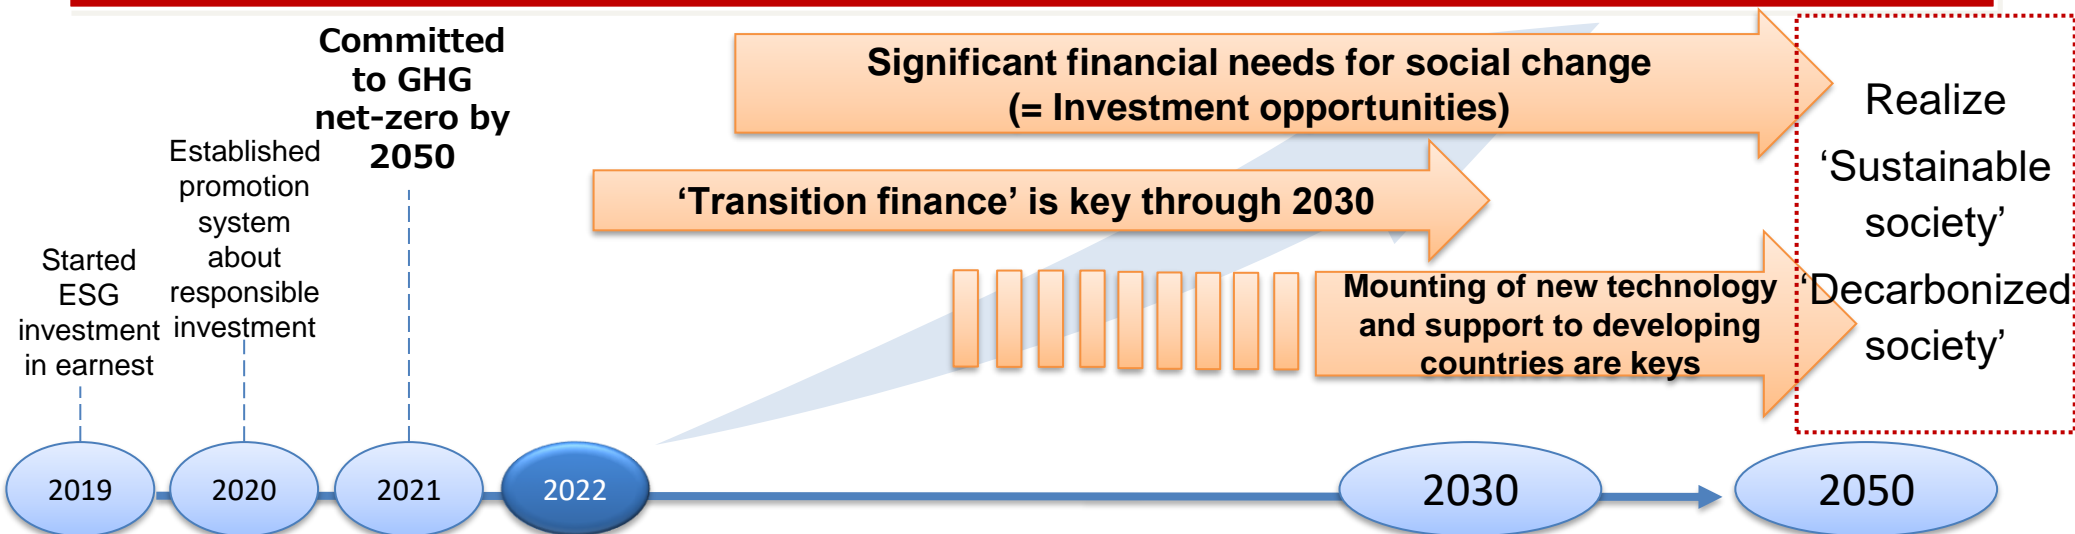 Started
ESG
investment
in earnest
Established
promotion
system
about
responsible
investment
Committed
to GHG
net-zero by
2050
Significant financial needs for social change
(= Investment opportunities)
‘Transition finance’ is key through 2030
Mounting of new technology
and support to developing
countries are keys
Realize
‘Sustainable
society’
‘Decarbonized
society’
2019
2020
2021
2022
2030
2050